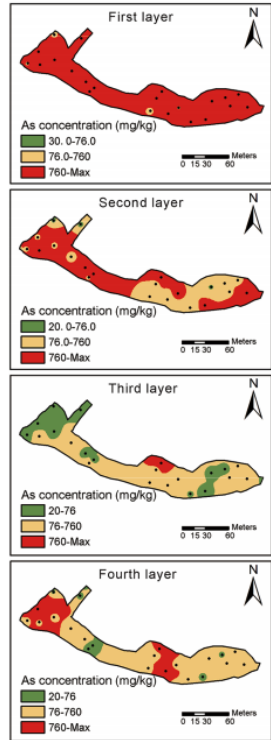 First layer
N
As concentration (mg/kg)
30. 0-76.0
76.0-760
760-Max
Meters
0 15 30 60
Second layer
N
As concentration (mg/kg)
20. 0-76.0
76.0-760
760-Max
Meters
0 15 30 60
Third layer
N
As concentration (mg/kg)
20-76
76-760
760-Max
Meters
0 15 30 60
Fourth layer
N
As concentration (mg/kg)
20-76
76-760
760-Max
Meters
0 15 30 60